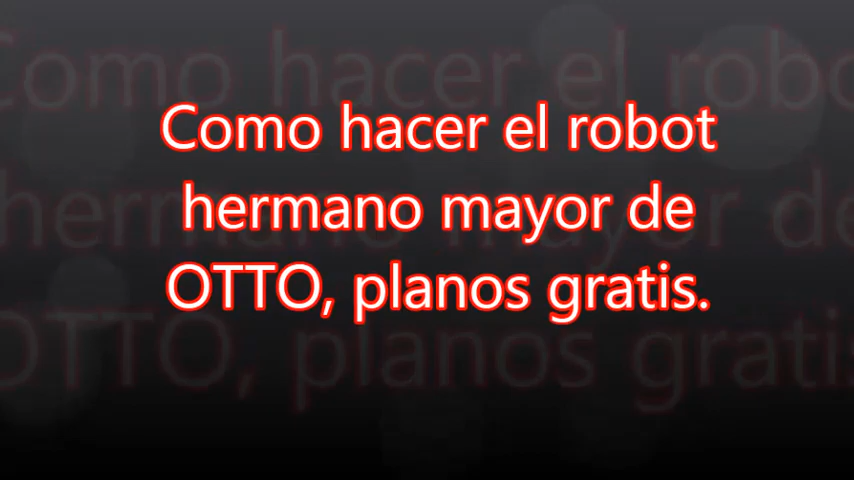 Como hacer el robot
hermano mayor de
OTTO, planos gratis.